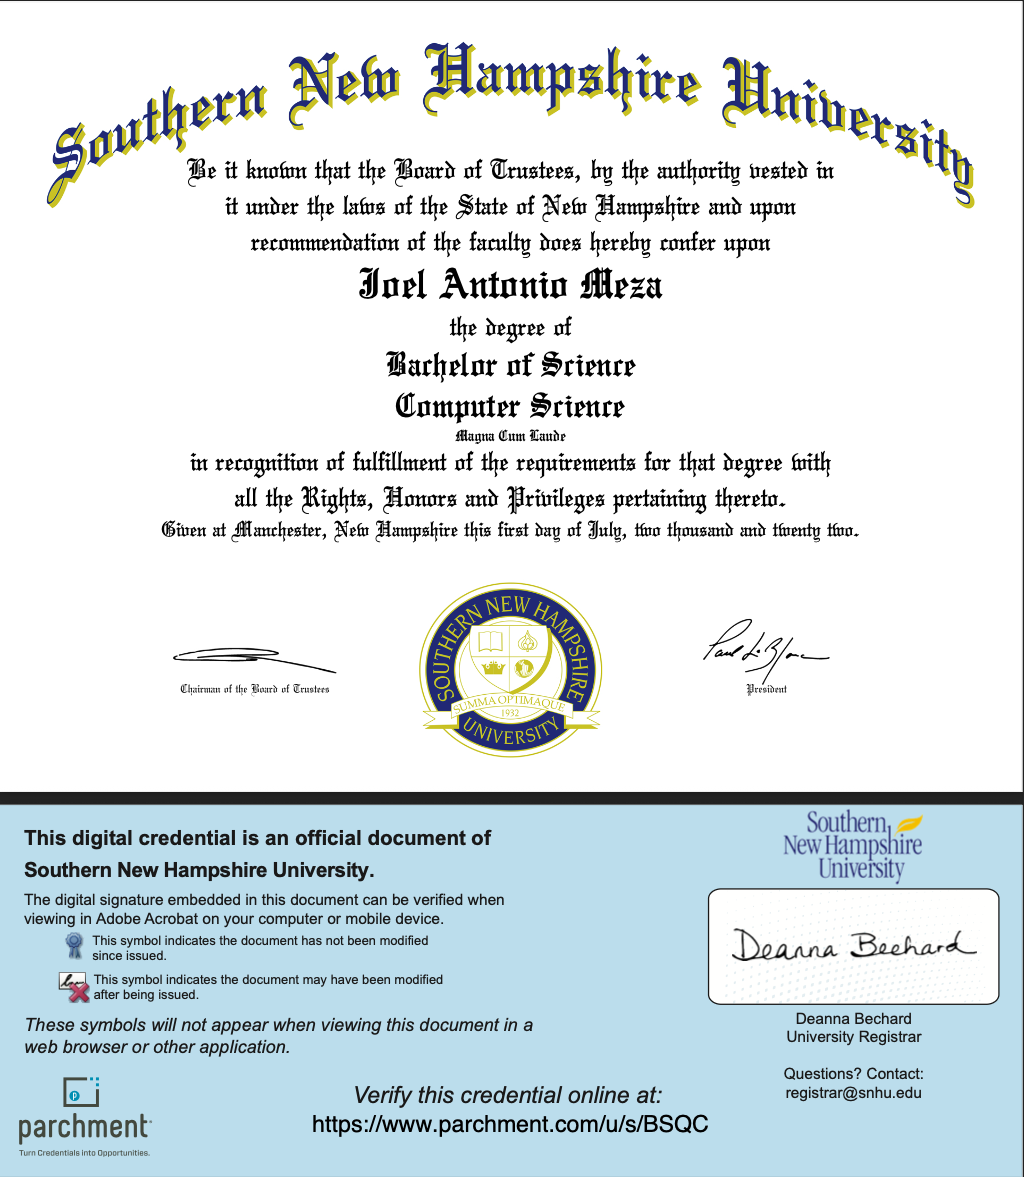 Southern New Hampshire University
Be it known that the Board of Trustees, by the authority vested in
it under the laws of the State of New Hampshire and upon
recommendation of the faculty does hereby confer upon
Joel Antonio Meza
the degree of
Bachelor of Science
Computer Science
Magna Cum Laude
in recognition of fulfillment of the requirements for that degree with
all the Rights, Honors and Privileges pertaining thereto.
Given at Manchester, New Hampshire this first day of July, two thousand and twenty two.
Chairman of the Board of Trustees
SOUTHERN NEW HAMPSHIRE
SUMMA OPTIMAQUE
1932
UNIVERSITY
President
This digital credential is an official document of
Southern New Hampshire University.
The digital signature embedded in this document can be verified when
viewing in Adobe Acrobat on your computer or mobile device.
This symbol indicates the document has not been modified
since issued.
This symbol indicates the document may have been modified
after being issued.
These symbols will not appear when viewing this document in a
web browser or other application.
Southern
New Hampshire
University
Deanna Bechard
Deanna Bechard
University Registrar
Questions? Contact:
registrar@snhu.edu
parchment
Turn Credentials into Opportunities.
Verify this credential online at:
https://www.parchment.com/u/s/BSQC